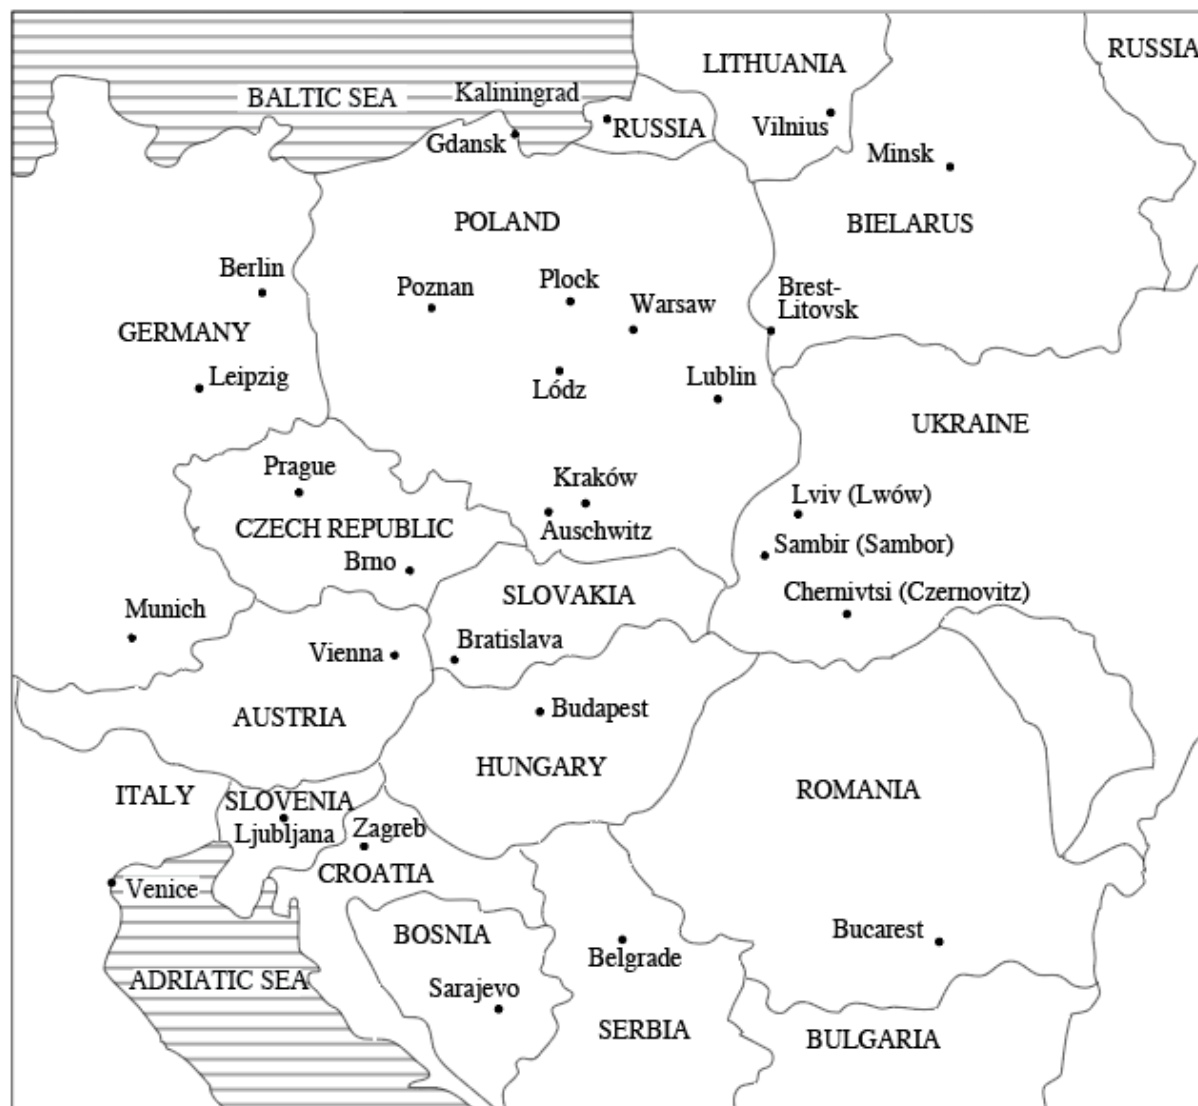 RUSSIA
LITHUANIA
BALTIC SEA
Kaliningrad
RUSSIA
Vilnius
Gdansk
Minsk
POLAND
BIELARUS
Berlin
Poznan
Plock
Warsaw
Brest-
Litovsk
GERMANY
Leipzig
Lódz
Lublin
UKRAINE
Prague
Kraków
Lviv (Lwów)
CZECH REPUBLIC
Auschwitz
Sambir (Sambor)
Brno
SLOVAKIA
Chernivtsi (Czernovitz)
Munich
Vienna
Bratislava
AUSTRIA
Budapest
HUNGARY
ITALY
SLOVENIA
ROMANIA
Ljubljana
Zagreb
CROATIA
Venice
BOSNIA
Bucarest
Belgrade
ADRIATIC SEA
Sarajevo
SERBIA
BULGARIA